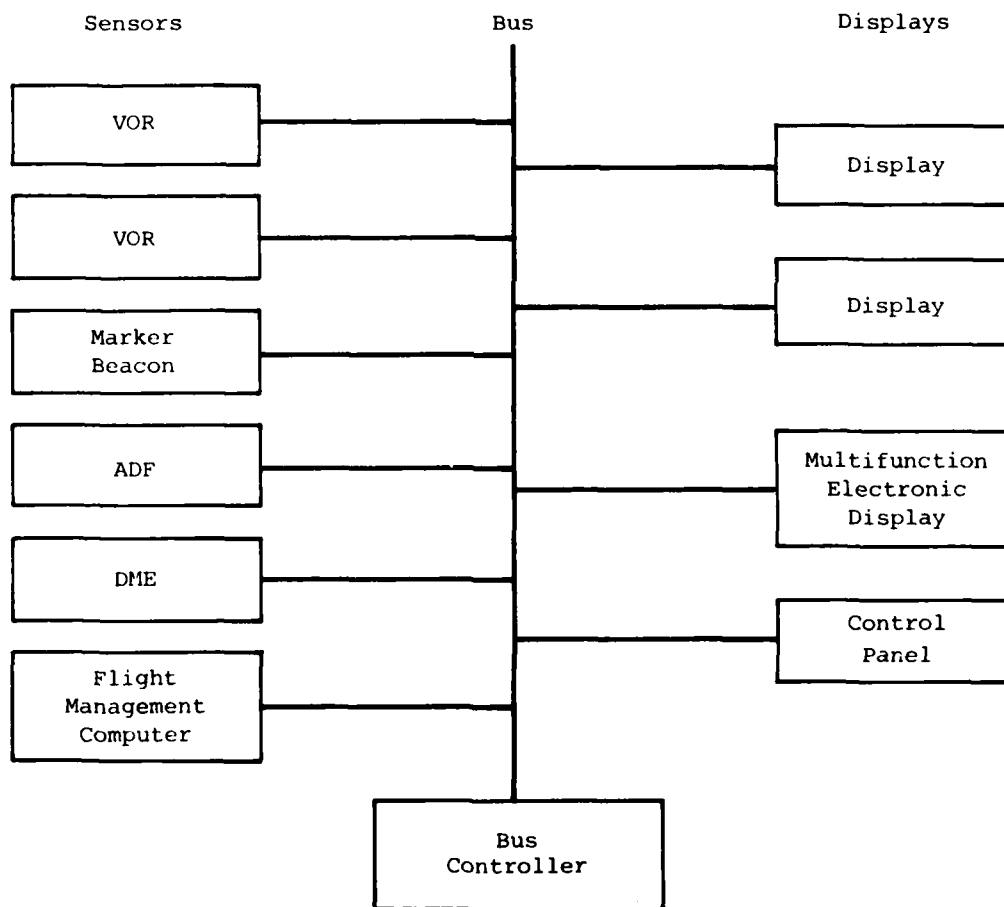 Sensors
Bus
Displays
VOR
VOR
Marker
Beacon
ADF
DME
Flight
Management
Computer
Display
Display
Multifunction
Electronic
Display
Control
Panel
Bus
Controller